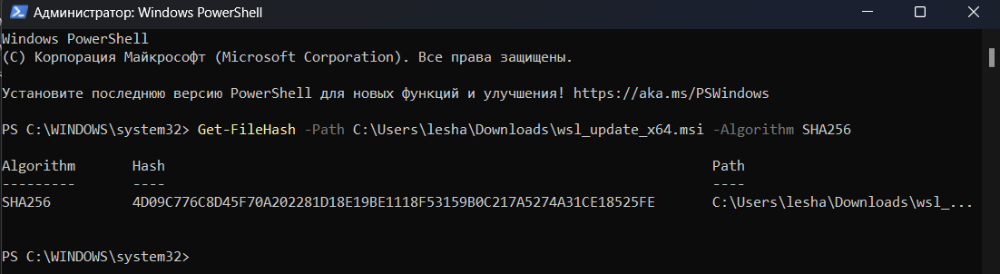 Администратор: Windows PowerShell
Windows PowerShell
(C) Корпорация Майкрософт (Microsoft Corporation). Все права защищены.
Установите последнюю версию PowerShell для новых функций и улучшения! https://aka.ms/PSWindows
PS C:\WINDOWS\system32> Get-FileHash -Path C:\Users\lesha\Downloads\wsl_update_x64.msi -Algorithm SHA256
Algorithm Hash Path
--------- ---- ----
SHA256 4D09C776C8D45F70A202281D18E19BE1118F53159B0C217A5274A31CE18525FE C:\Users\lesha\Downloads\wsl_...
PS C:\WINDOWS\system32>